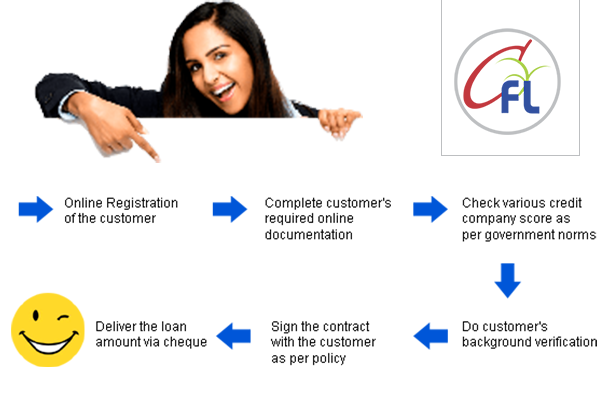 CFL
Online Registration
of the customer
Complete customer's
required online
documentation
Check various credit
company score as
per government norms
Do customer's
background verification
Sign the contract
with the customer
as per policy
Deliver the loan
amount via cheque